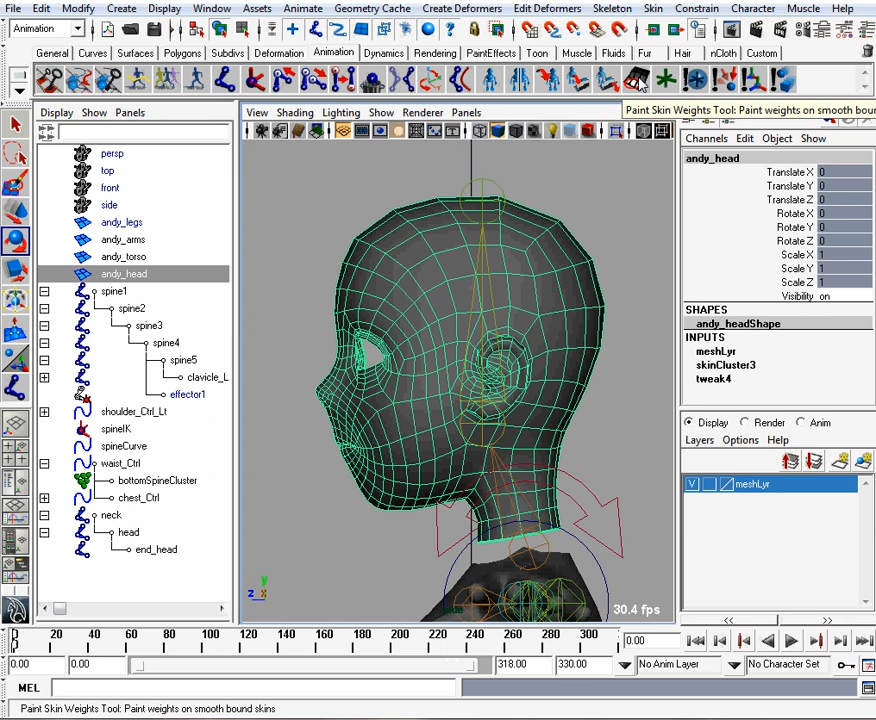 File Edit Modify Create Display Window Assets Animate Geometry Cache Create Deformers Edit Deformers Skeleton Skin Constrain Character Muscle Help
Animation
General Curves Surfaces Polygons Subdivs Deformation Animation Dynamics Rendering PaintEffects Toon Muscle Fluids Fur Hair nCloth Custom
Paint Skin Weights Tool: Paint weights on smooth boun
Display Show Panels
View Shading Lighting Show Renderer Panels
Channels Edit Object Show
persp
top
front
side
andy_legs
andy_arms
andy_torso
andy_head
spine1
spine2
spine3
spine4
spine5
clavicle_L
effector1
shoulder_Ctrl_Lt
spineIK
spineCurve
waist_Ctrl
bottomSpineCluster
chest_Ctrl
neck
head
end_head
y
z x
30.4 fps
andy_head
Translate X 0
Translate Y 0
Translate Z 0
Rotate X 0
Rotate Y 0
Rotate Z 0
Scale X 1
Scale Y 1
Scale Z 1
Visibility on
SHAPES
andy_headShape
INPUTS
meshLyr
skinCluster3
tweak4
Display Render Anim
Layers Options Help
V meshLyr
<< >>
0 20 40 60 80 100 120 140 160 180 200 220 240 260 280 300 0.00
0.00 0.00 318.00 330.00 No Anim Layer No Character Set
MEL
Paint Skin Weights Tool: Paint weights on smooth bound skins